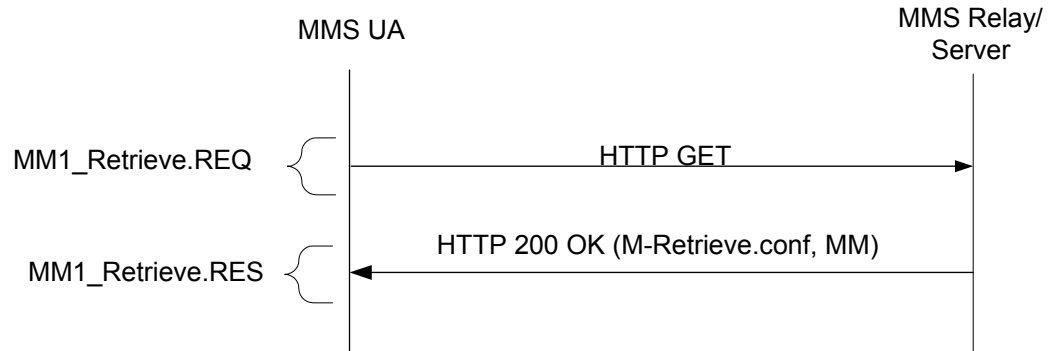 MMS UA
MMS Relay/
Server
MM1_Retrieve.REQ
HTTP GET
HTTP 200 OK (M-Retrieve.conf, MM)
MM1_Retrieve.RES